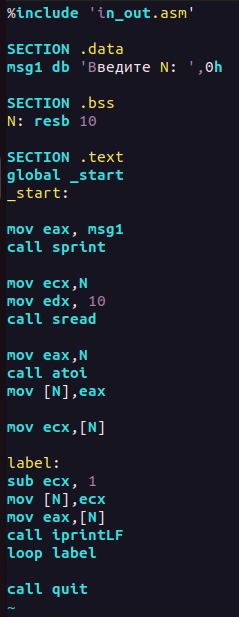 %include 'in_out.asm'
SECTION .data
msg1 db 'Введите N: ',0h
SECTION .bss
N: resb 10
SECTION .text
global _start
_start:
mov eax, msg1
call sprint
mov ecx,N
mov edx, 10
call sread
mov eax,N
call atoi
mov [N],eax
mov ecx,[N]
label:
sub ecx, 1
mov [N],ecx
mov eax,[N]
call iprintLF
loop label
call quit
~